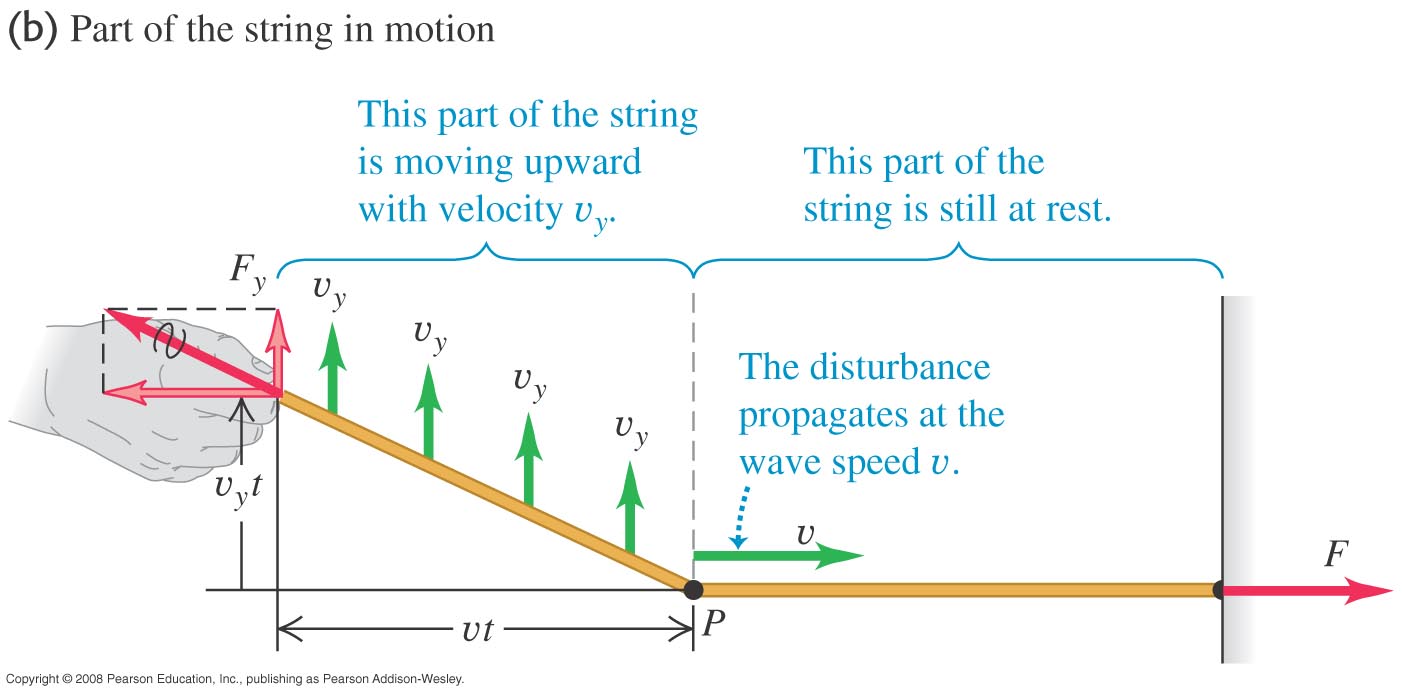 (b) Part of the string in motion
This part of the string
is moving upward
with velocity v_y.
This part of the
string is still at rest.
F_y
v_y
v_y
v_y
v_y
The disturbance
propagates at the
wave speed v.
v_yt
v
F
vt
P
Copyright © 2008 Pearson Education, Inc., publishing as Pearson Addison-Wesley.